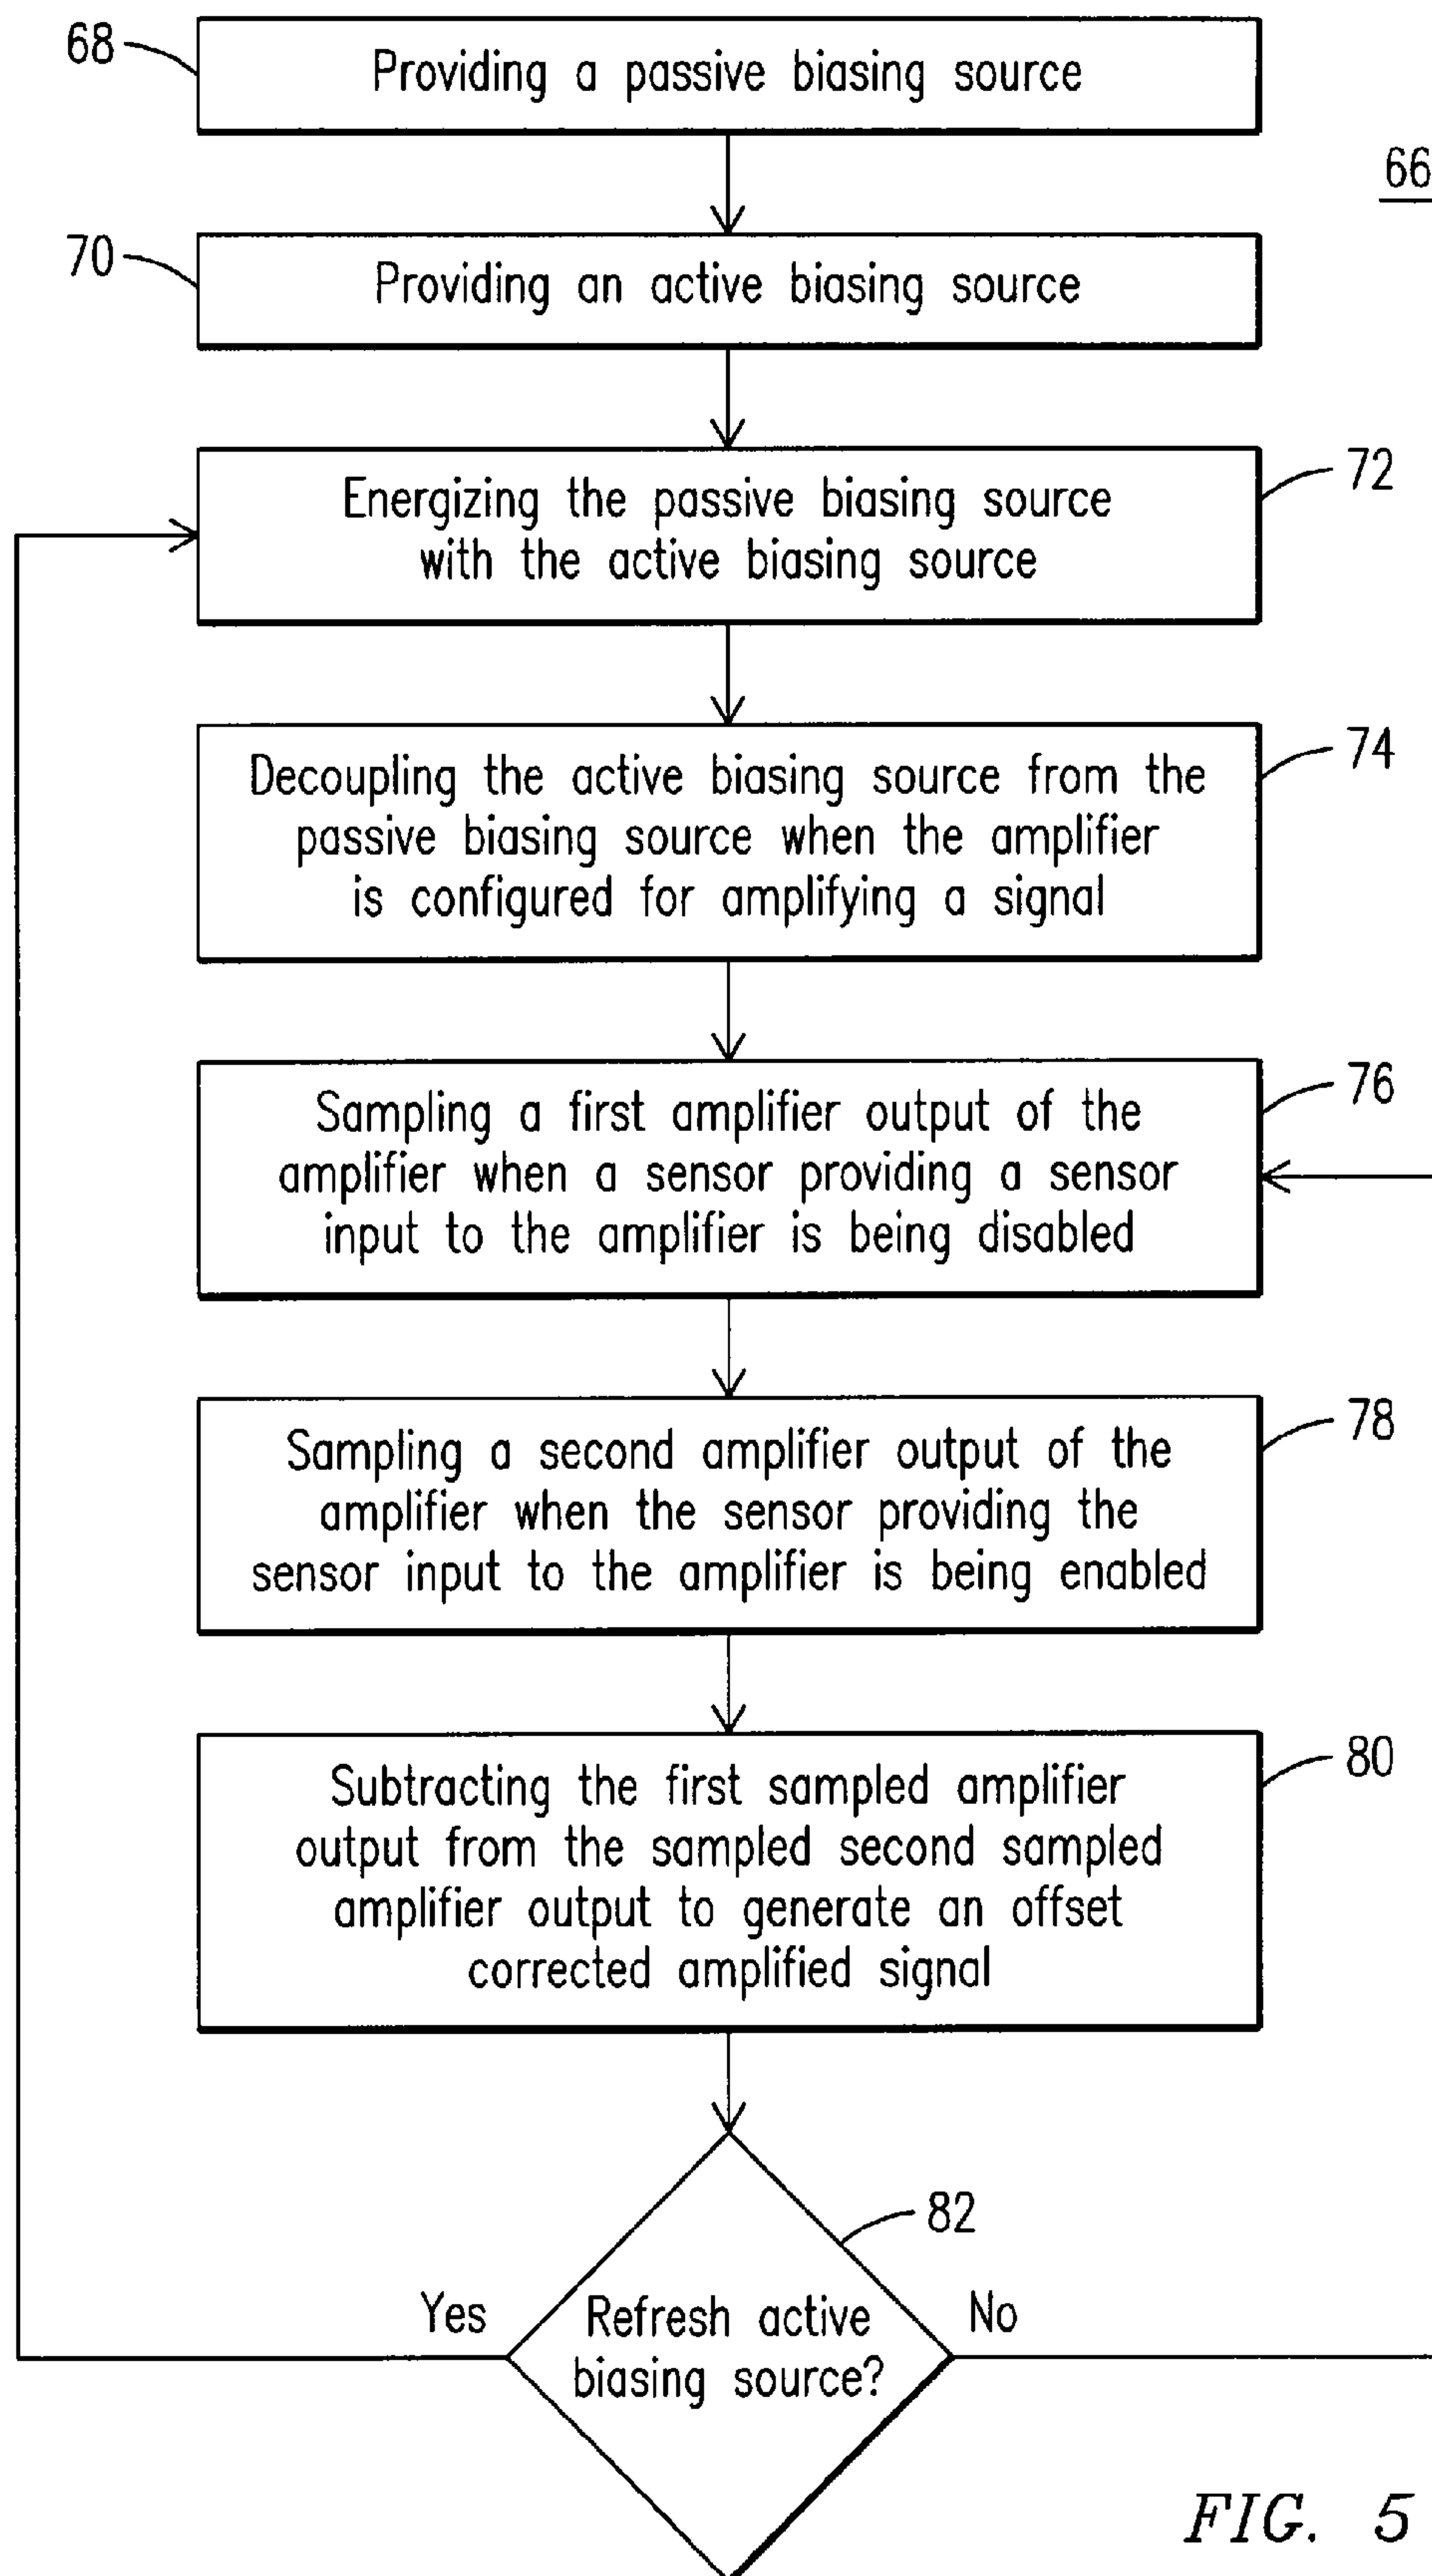 68
Providing a passive biasing source
66
70
Providing an active biasing source
72
Energizing the passive biasing source
with the active biasing source
74
Decoupling the active biasing source from the
passive biasing source when the amplifier
is configured for amplifying a signal
76
Sampling a first amplifier output of the
amplifier when a sensor providing a sensor
input to the amplifier is being disabled
78
Sampling a second amplifier output of the
amplifier when the sensor providing the
sensor input to the amplifier is being enabled
80
Subtracting the first sampled amplifier
output from the sampled second sampled
amplifier output to generate an offset
corrected amplified signal
82
Yes
Refresh active
biasing source?
No
FIG. 5